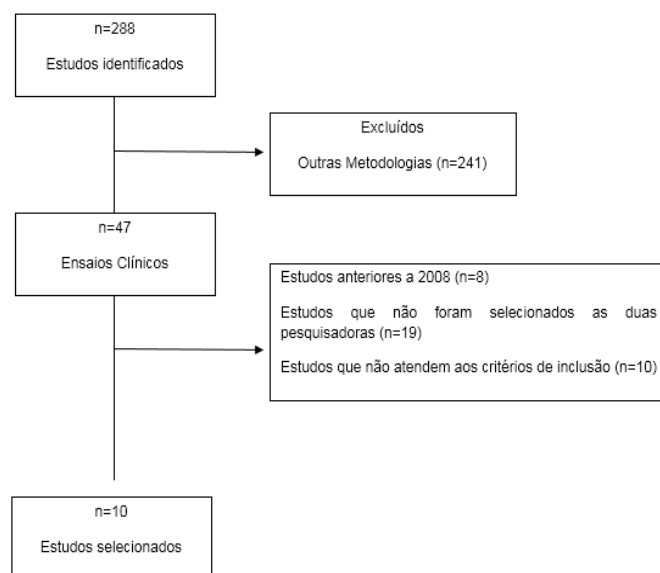 n=288
Estudos identificados
Excluídos
Outras Metodologias (n=241)
n=47
Ensaios Clínicos
Estudos anteriores a 2008 (n=8)
Estudos que não foram selecionados as duas
pesquisadoras (n=19)
Estudos que não atendem aos critérios de inclusão (n=10)
n=10
Estudos selecionados